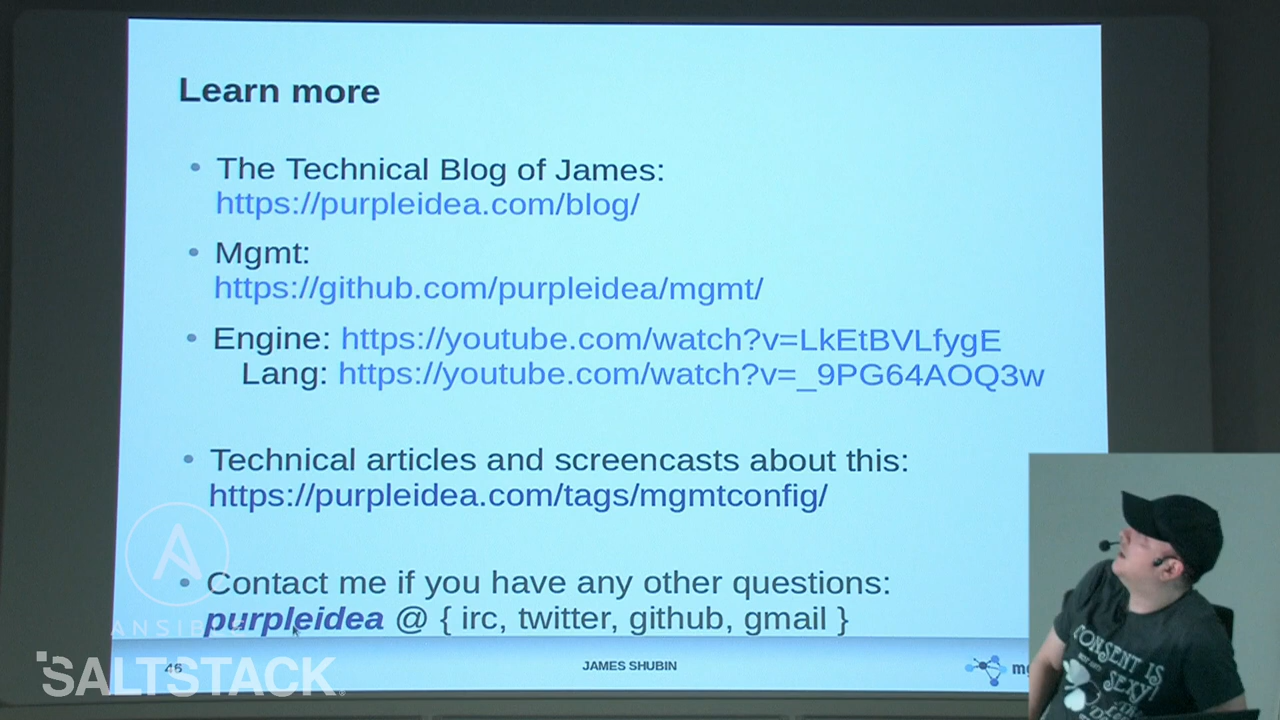 Learn more
• The Technical Blog of James:
https://purpleidea.com/blog/
• Mgmt:
https://github.com/purpleidea/mgmt/
• Engine: https://youtube.com/watch?v=LkEtBVLfygE
Lang: https://youtube.com/watch?v=_9PG64AOQ3w
• Technical articles and screencasts about this:
https://purpleidea.com/tags/mgmtconfig/
• Contact me if you have any other questions:
purpleidea @ { irc, twitter, github, gmail }
46
JAMES SHUBIN
SALTSTACK
CONSENT IS
SEXY!